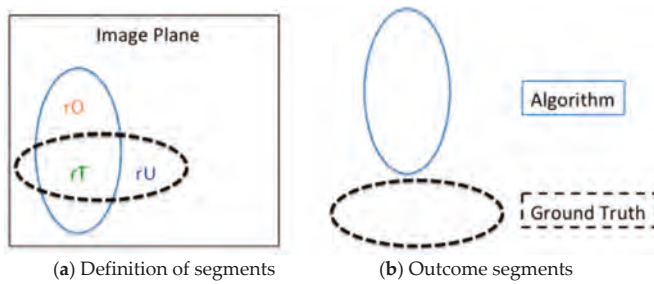 Image Plane
rO
rT
rU
Algorithm
Ground Truth
(a) Definition of segments
(b) Outcome segments